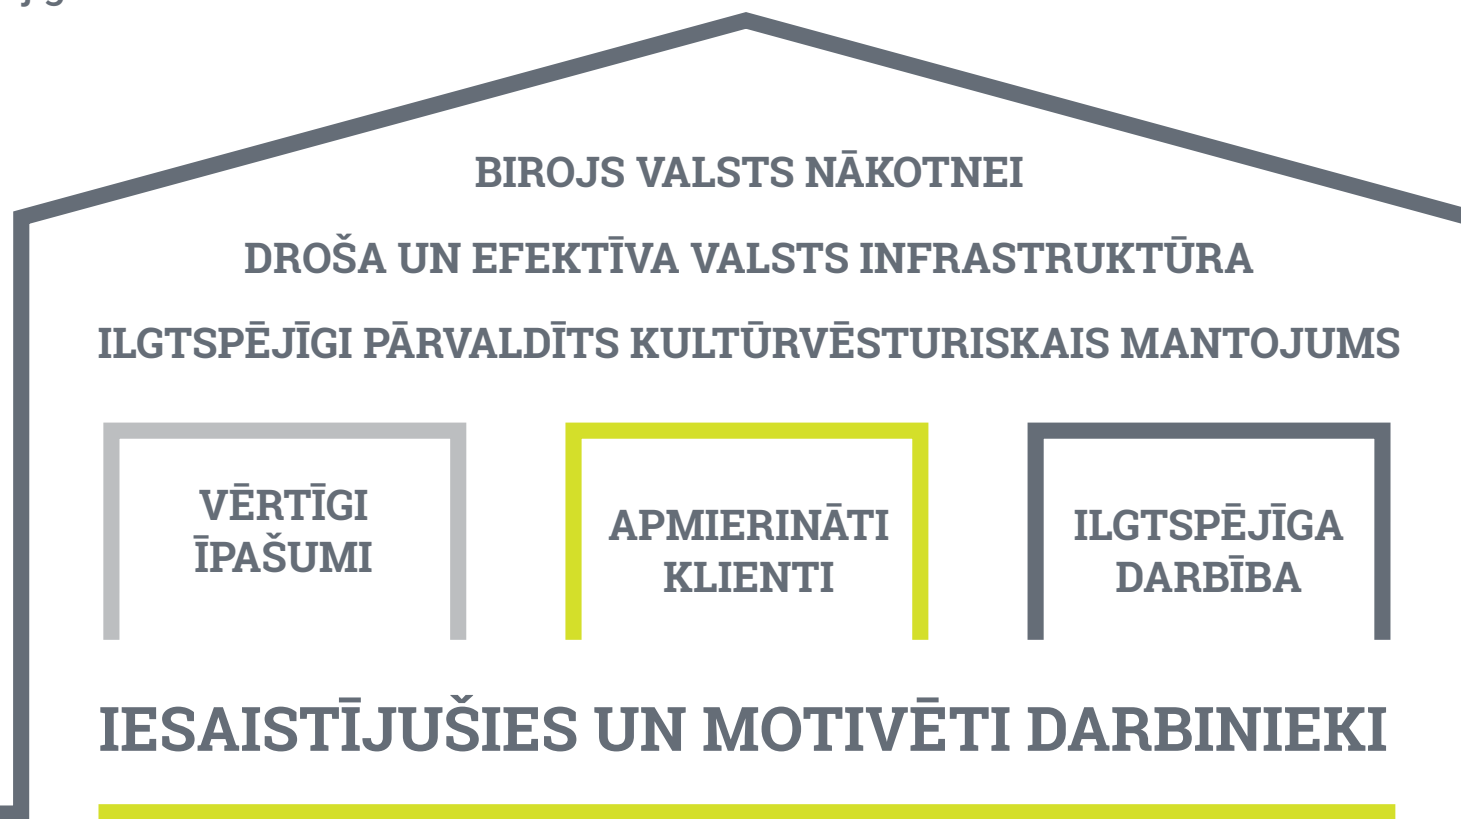 BIROJS VALSTS NĀKOTNEI
DROŠA UN EFEKTĪVA VALSTS INFRASTRUKTŪRA
ILGTSPĒJĪGI PĀRVALDĪTS KULTŪRVĒSTURISKAIS MANTOJUMS
VĒRTĪGI
ĪPAŠUMI
APMIERINĀTI
KLIENTI
ILGTSPĒJĪGA
DARBĪBA
IESAISTĪJUŠIES UN MOTIVĒTI DARBINIEKI